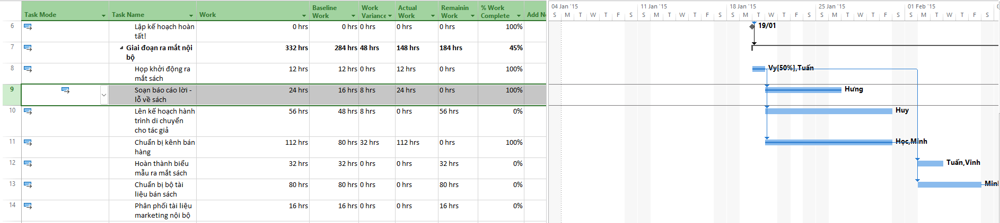 Task Mode Task Name Work Baseline Work Work Variance Actual Work Remainin Work % Work Complete Add Ne
04 Jan '15 11 Jan '15 18 Jan '15 25 Jan '15 01 Feb '15
S M T W T F S S M T W T F S S M T W T F S S M T W T F S S M T W T F S
6 Lập kế hoạch hoàn tất! 0 hrs 0 hrs 0 hrs 0 hrs 0 hrs 100% 19/01
7 Giai đoạn ra mắt nội bộ 332 hrs 284 hrs 48 hrs 148 hrs 184 hrs 45%
8 Họp khởi động ra mắt sách 12 hrs 12 hrs 0 hrs 12 hrs 0 hrs 100% Vy[50%],Tuấn
9 Soạn báo cáo lời - lỗ về sách 24 hrs 16 hrs 8 hrs 24 hrs 0 hrs 100% Hưng
10 Lên kế hoạch hành trình di chuyển cho tác giả 56 hrs 48 hrs 8 hrs 0 hrs 56 hrs 0% Huy
11 Chuẩn bị kênh bán hàng 112 hrs 80 hrs 32 hrs 112 hrs 0 hrs 100% Học,Minh
12 Hoàn thành biểu mẫu ra mắt sách 32 hrs 32 hrs 0 hrs 0 hrs 32 hrs 0% Tuấn,Vinh
13 Chuẩn bị bộ tài liệu bán sách 80 hrs 80 hrs 0 hrs 0 hrs 80 hrs 0%
14 Phân phối tài liệu marketing nội bộ 16 hrs 16 hrs 0 hrs 0 hrs 16 hrs 0%